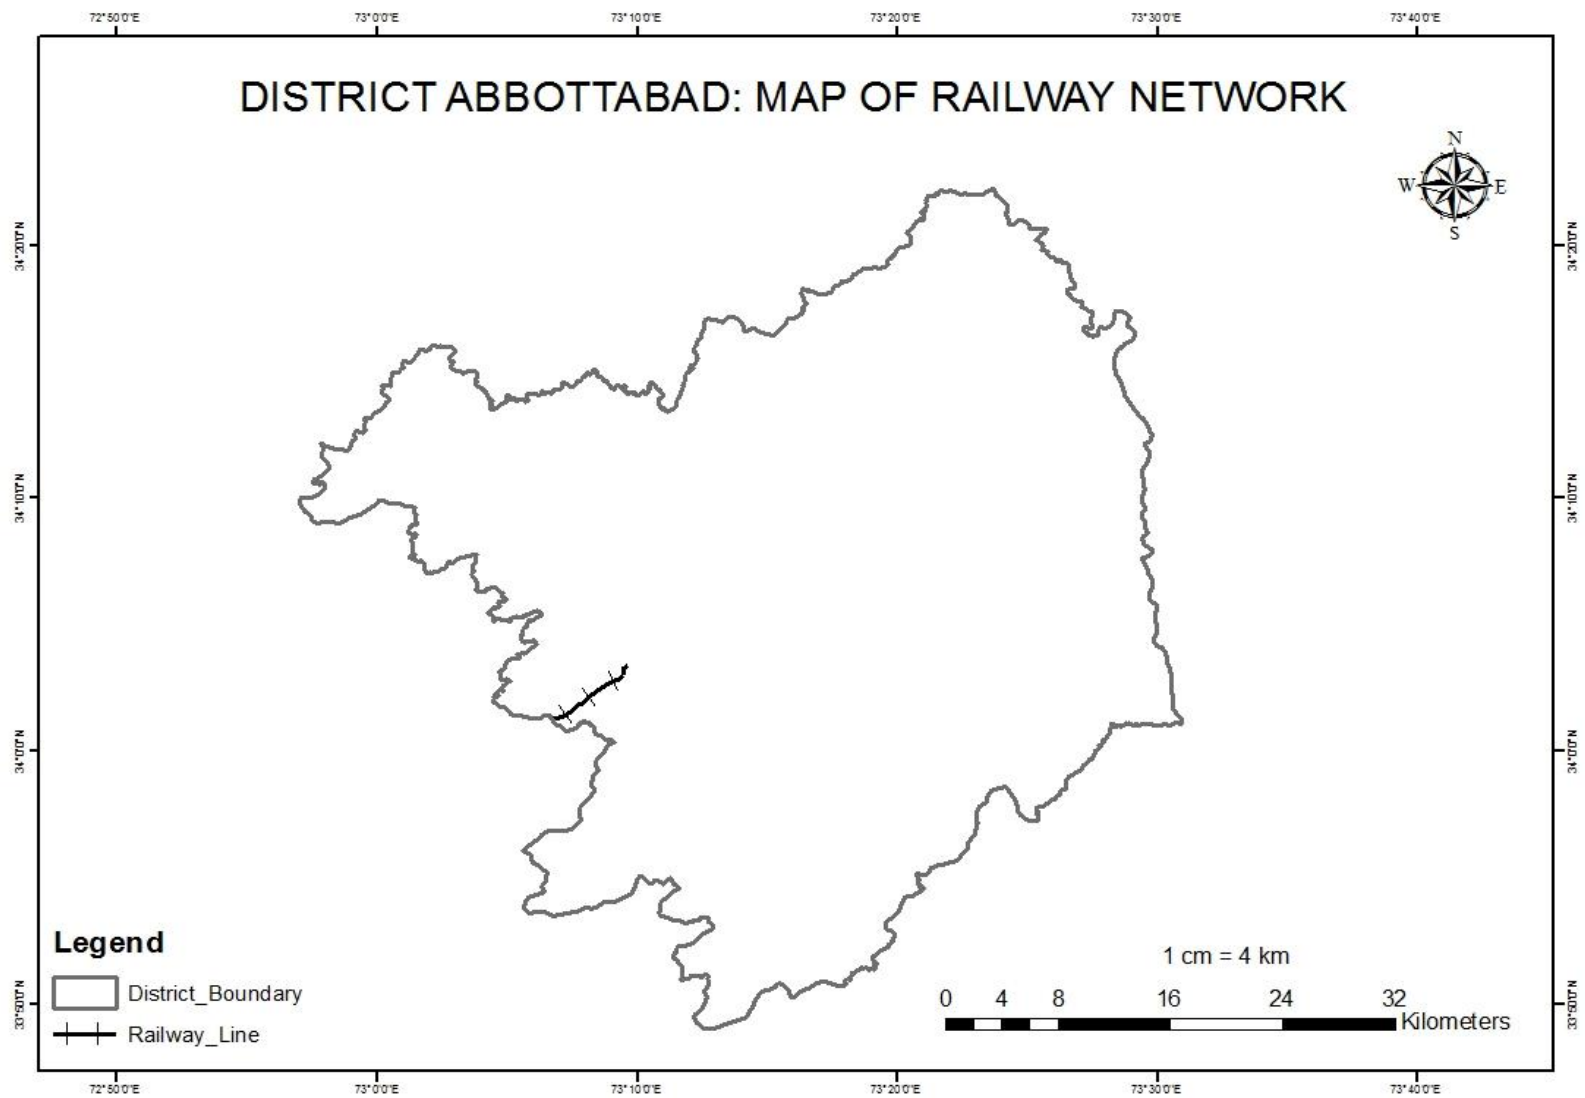 72°50'0"E 73°0'0"E 73°10'0"E 73°20'0"E 73°30'0"E 73°40'0"E
DISTRICT ABBOTTABAD: MAP OF RAILWAY NETWORK
N
W E
S
34°20'0"N 34°20'0"N
34°10'0"N 34°10'0"N
34°0'0"N 34°0'0"N
Legend
District_Boundary
Railway_Line
1 cm = 4 km
0 4 8 16 24 32
Kilometers
33°50'0"N 33°50'0"N
72°50'0"E 73°0'0"E 73°10'0"E 73°20'0"E 73°30'0"E 73°40'0"E